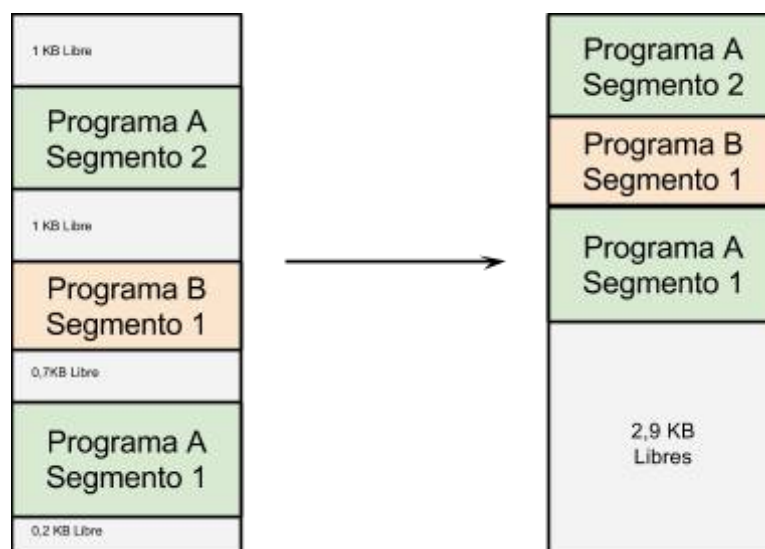 1 KB Libre
Programa A
Segmento 2
1 KB Libre
Programa B
Segmento 1
0,7KB Libre
Programa A
Segmento 1
0,2 KB Libre
Programa A
Segmento 2
Programa B
Segmento 1
Programa A
Segmento 1
2,9 KB
Libres